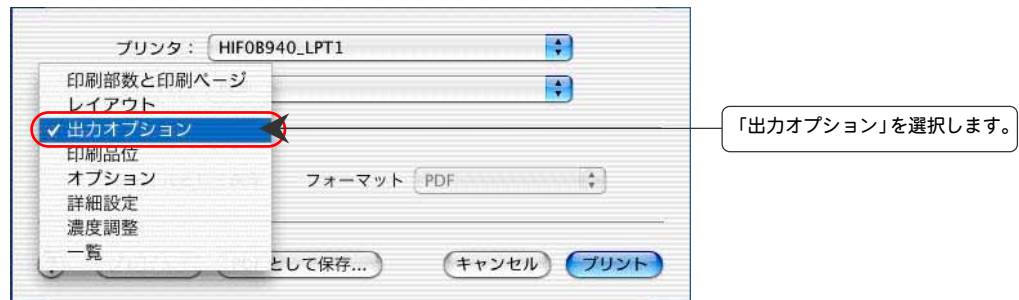 プリンタ： HIF0B940_LPT1
印刷部数と印刷ページ
レイアウト
✓ 出力オプション
「出力オプション」を選択します。
印刷品位
オプション
フォーマット PDF
詳細設定
濃度調整
一覧
として保存...
キャンセル
プリント